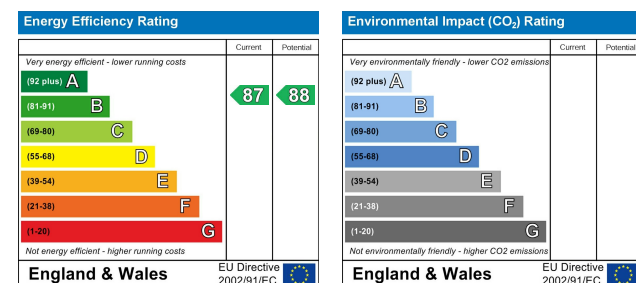 Energy Efficiency Rating
Current Potential
Very energy efficient - lower running costs
(92 plus) A
(81-91) B
87 88
(69-80) C
(55-68) D
(39-54) E
(21-38) F
(1-20) G
Not energy efficient - higher running costs
England & Wales
EU Directive
2002/91/EC
Environmental Impact (CO₂) Rating
Current Potential
Very environmentally friendly - lower CO2 emissions
(92 plus) A
(81-91) B
(69-80) C
(55-68) D
(39-54) E
(21-38) F
(1-20) G
Not environmentally friendly - higher CO2 emissions
England & Wales
EU Directive
2002/91/EC